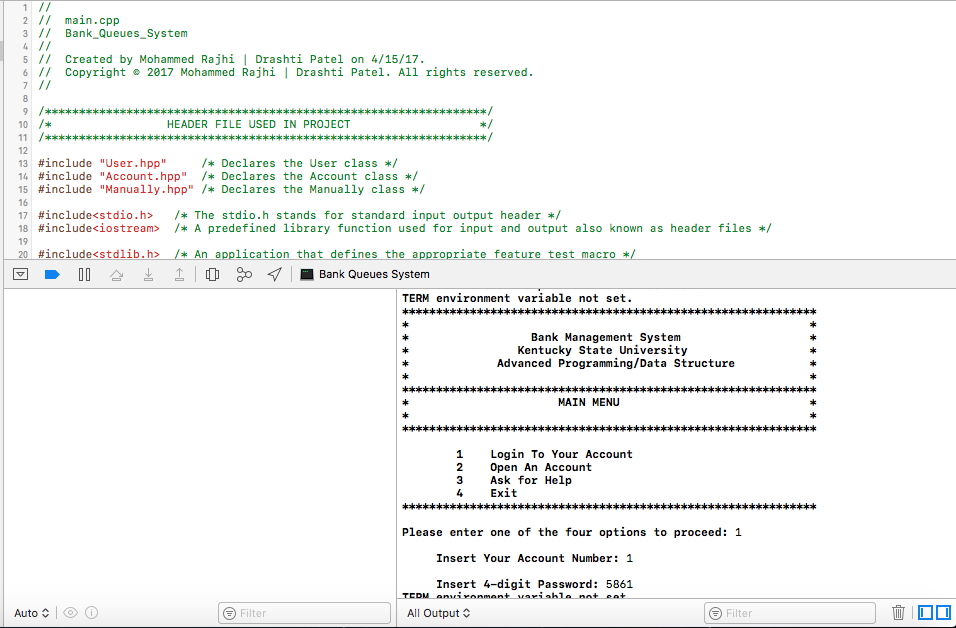 1 //
2 // main.cpp
3 // Bank_Queues_System
4 //
5 // Created by Mohammed Rajhi | Drashti Patel on 4/15/17.
6 // Copyright © 2017 Mohammed Rajhi | Drashti Patel. All rights reserved.
7 //
8
9 /*****************************************************************/
10 /* HEADER FILE USED IN PROJECT */
11 /*****************************************************************/
12
13 #include "User.hpp" /* Declares the User class */
14 #include "Account.hpp" /* Declares the Account class */
15 #include "Manually.hpp" /* Declares the Manually class */
16
17 #include<stdio.h> /* The stdio.h stands for standard input output header */
18 #include<iostream> /* A predefined library function used for input and output also known as header files */
19
20 #include<stdlib.h> /* An application that defines the appropriate feature test macro */
Bank Queues System
TERM environment variable not set.
*************************************************************
* *
* Bank Management System *
* Kentucky State University *
* Advanced Programming/Data Structure *
* *
*************************************************************
* MAIN MENU *
* *
*************************************************************
1 Login To Your Account
2 Open An Account
3 Ask for Help
4 Exit
*************************************************************
Please enter one of the four options to proceed: 1
Insert Your Account Number: 1
Insert 4-digit Password: 5861
TERM environment variable not set.
Auto
Filter
All Output
Filter